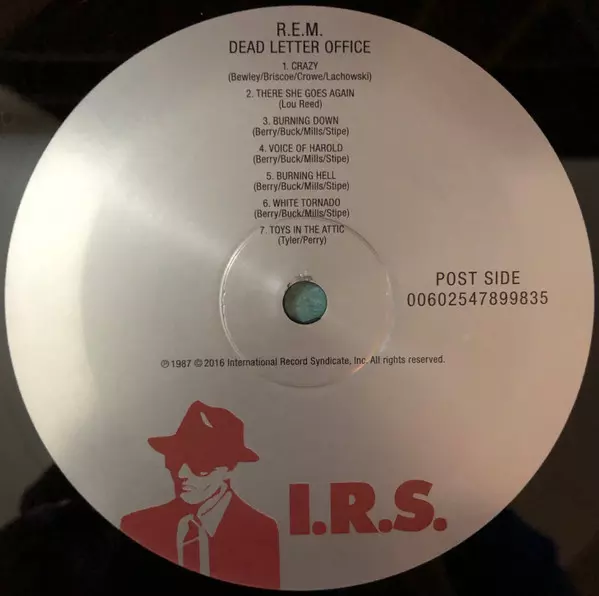 R.E.M.
DEAD LETTER OFFICE
1. CRAZY
(Bewley/Briscoe/Crowe/Lachowski)
2. THERE SHE GOES AGAIN
(Lou Reed)
3. BURNING DOWN
(Berry/Buck/Mills/Stipe)
4. VOICE OF HAROLD
(Berry/Buck/Mills/Stipe)
5. BURNING HELL
(Berry/Buck/Mills/Stipe)
6. WHITE TORNADO
(Berry/Buck/Mills/Stipe)
7. TOYS IN THE ATTIC
(Tyler/Perry)
POST SIDE
00602547899835
℗ 1987 © 2016 International Record Syndicate, Inc. All rights reserved.
I.R.S.